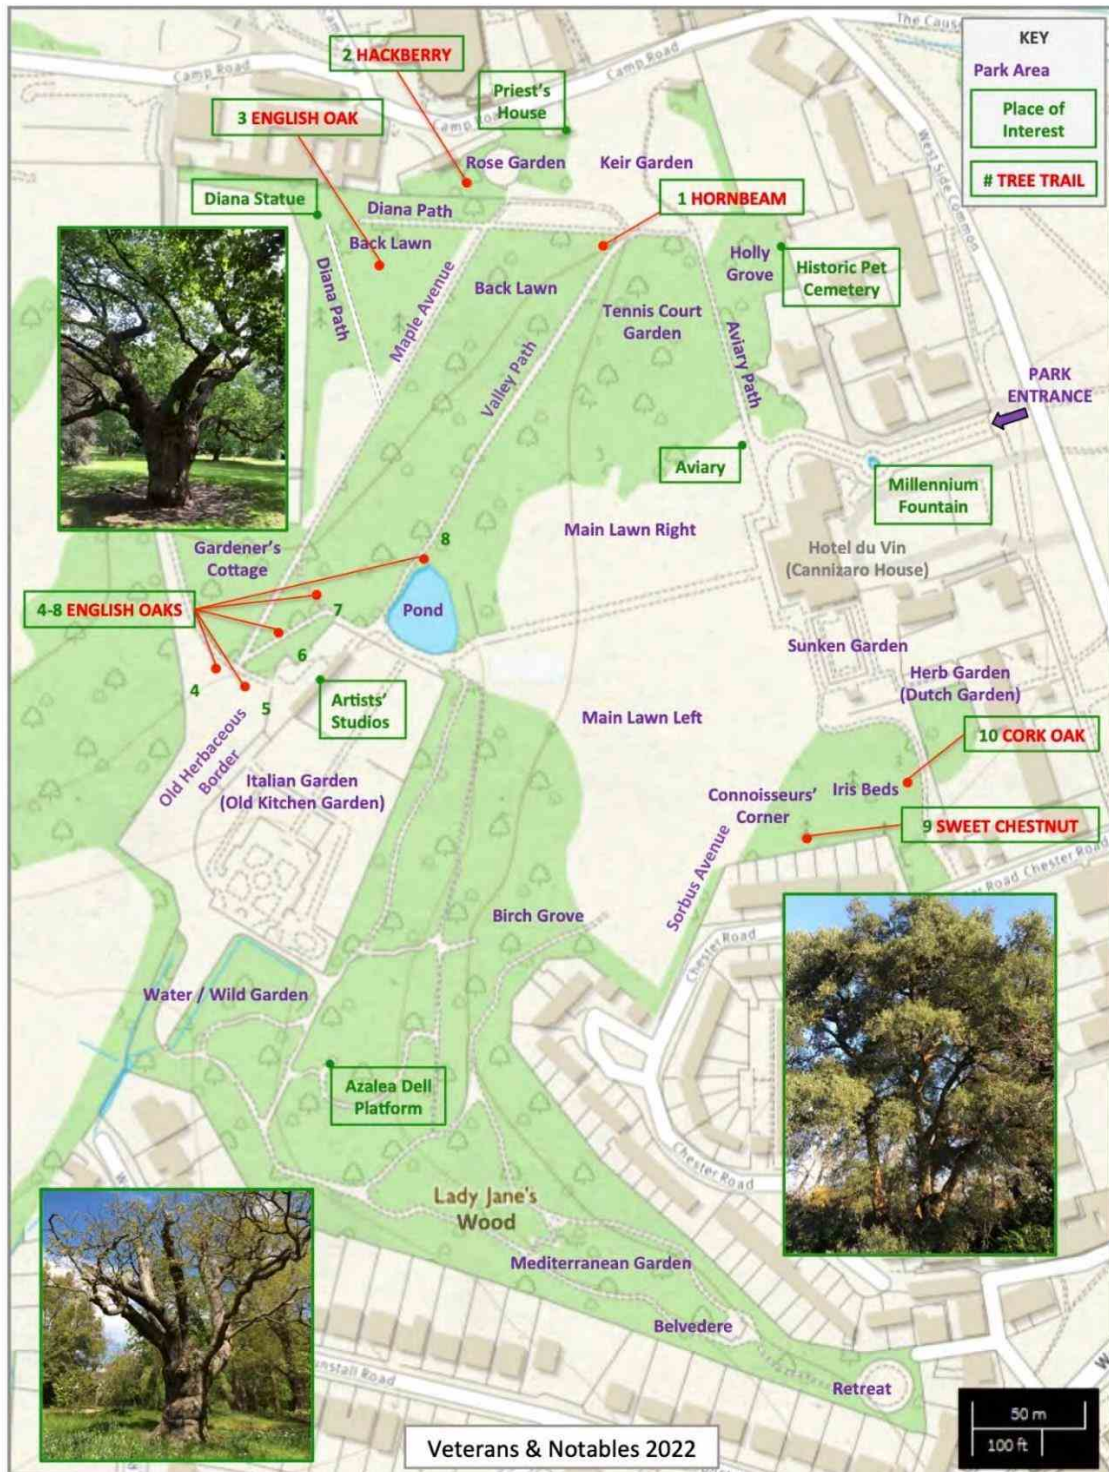 The Cause
KEY
Park Area
Place of
Interest
# TREE TRAIL
Camp Road
Camp Road
Camp Ro
West Side Common
2 HACKBERRY
Priest's
House
3 ENGLISH OAK
Rose Garden
Keir Garden
Diana Statue
1 HORNBEAM
Diana Path
Back Lawn
Diana Path
Maple Avenue
Back Lawn
Holly
Grove
Historic Pet
Cemetery
Tennis Court
Garden
Valley Path
Aviary Path
PARK
ENTRANCE
Aviary
Millennium
Fountain
Main Lawn Right
Hotel du Vin
(Cannizaro House)
Gardener's
Cottage
8
4-8 ENGLISH OAKS
7
Pond
6
4
5
Artists'
Studios
Sunken Garden
Herb Garden
(Dutch Garden)
Main Lawn Left
Old Herbaceous
Border
Italian Garden
(Old Kitchen Garden)
10 CORK OAK
Iris Beds
Connoisseurs'
Corner
9 SWEET CHESTNUT
Sorbus Avenue
Road Chester Road
Chester Road
Birch Grove
Water / Wild Garden
Azalea Dell
Platform
Chester Road
Lady Jane's
Wood
Mediterranean Garden
Belvedere
Retreat
unstall Road
W
50 m
100 ft
Veterans & Notables 2022